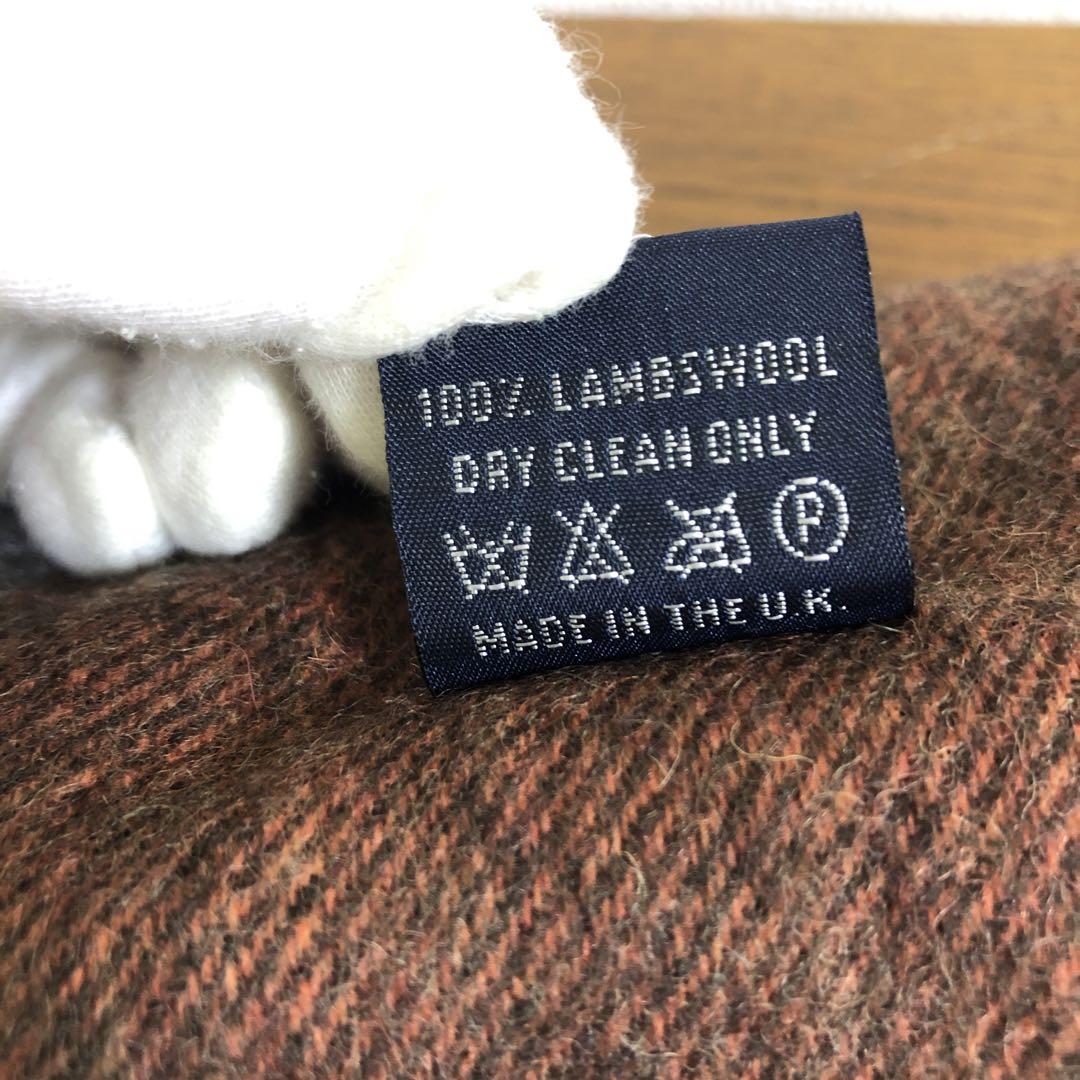 100% LAMBSWOOL
DRY CLEAN ONLY
P
MADE IN THE U.K.